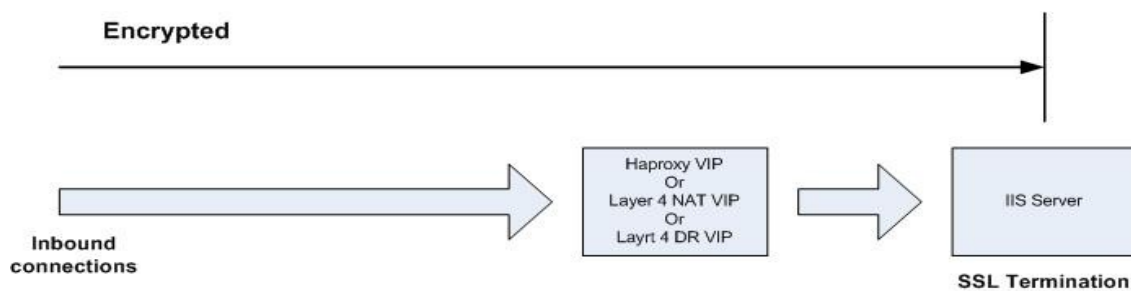 Encrypted
Haproxy VIP
Or
Layer 4 NAT VIP
Or
Layrt 4 DR VIP
IIS Server
Inbound
connections
SSL Termination